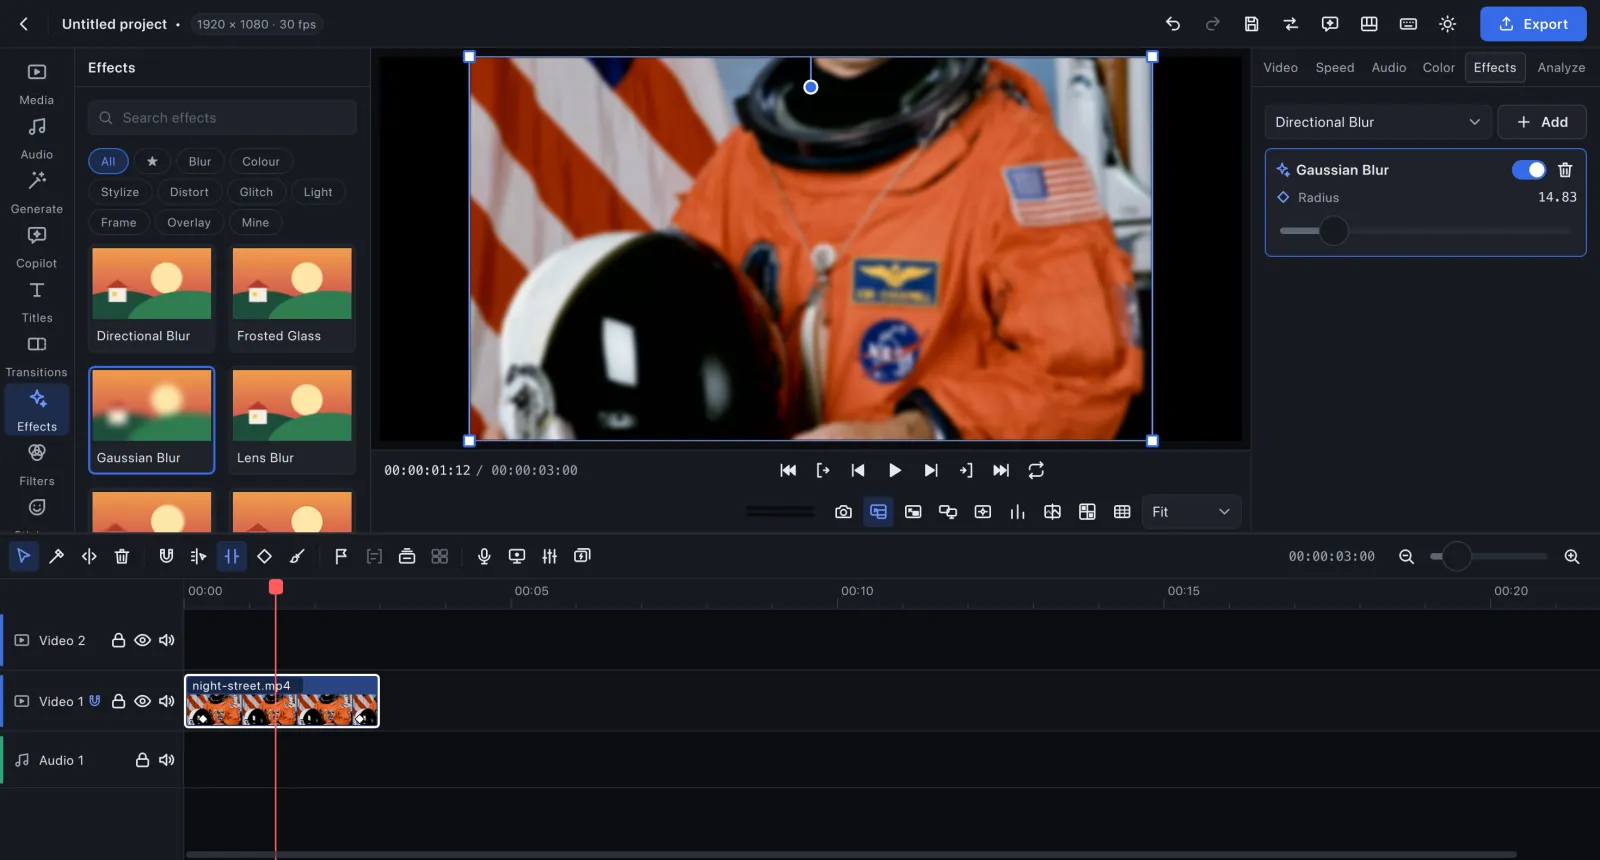 Untitled project •
1920 × 1080 · 30 fps
Export
Media
Audio
Generate
Copilot
Titles
Transitions
Effects
Filters
Effects
Search effects
All ★ Blur Colour
Stylize Distort Glitch Light
Frame Overlay Mine
Directional Blur
Frosted Glass
Gaussian Blur
Lens Blur
NASA
00:00:01:12 / 00:00:03:00
Fit
Video Speed Audio Color Effects Analyze
Directional Blur
Add
Gaussian Blur
Radius 14.83
00:00:03:00
00:00 00:05 00:10 00:15 00:20
Video 2
Video 1
night-street.mp4
Audio 1